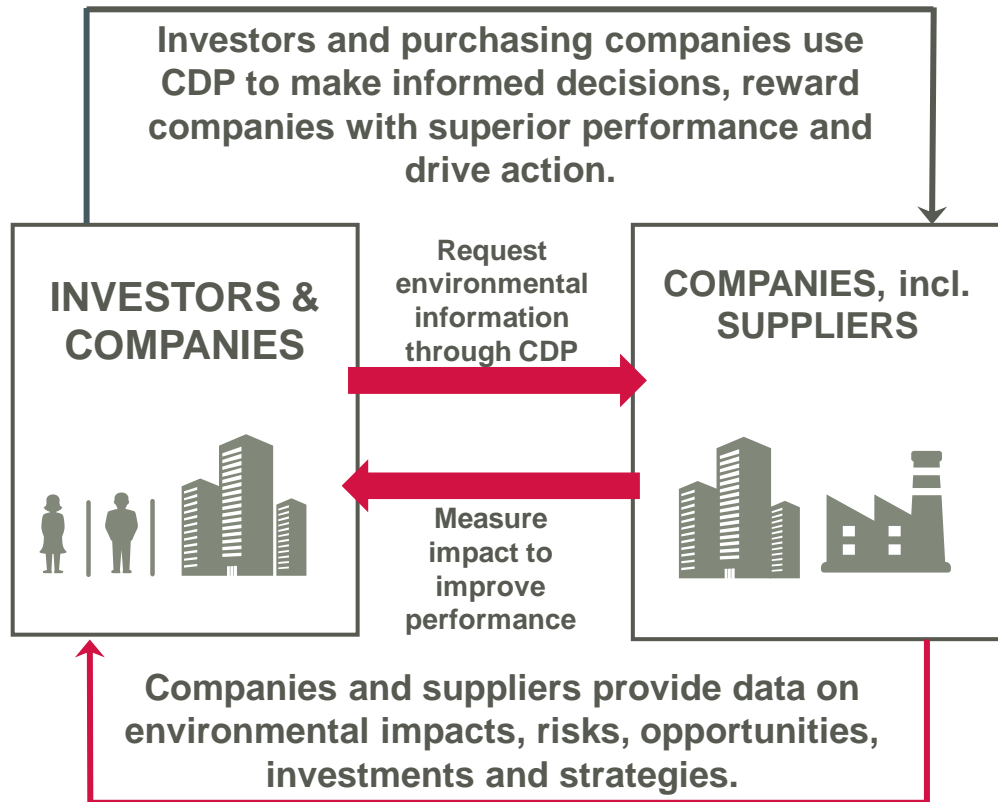 Investors and purchasing companies use
CDP to make informed decisions, reward
companies with superior performance and
drive action.
INVESTORS &
COMPANIES
Request
environmental
information
through CDP
COMPANIES, incl.
SUPPLIERS
Measure
impact to
improve
performance
Companies and suppliers provide data on
environmental impacts, risks, opportunities,
investments and strategies.